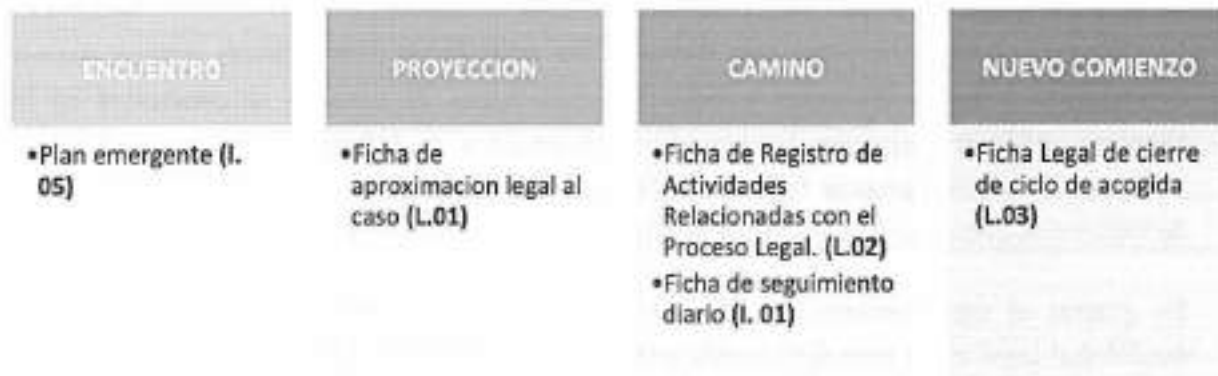 ENCUENTRO
•Plan emergente (I.
05)
PROYECCION
•Ficha de
aproximacion legal al
caso (L.01)
CAMINO
•Ficha de Registro de
Actividades
Relacionadas con el
Proceso Legal. (L.02)
•Ficha de seguimiento
diario (I. 01)
NUEVO COMIENZO
•Ficha Legal de cierre
de ciclo de acogida
(L.03)